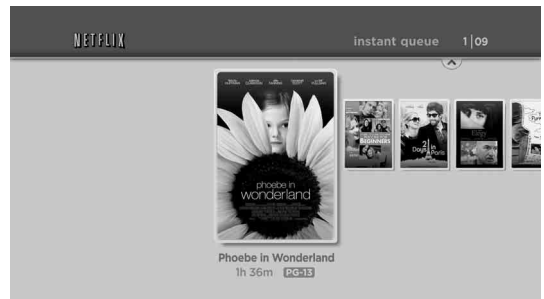 NETFLIX
instant queue 1|09
phoebe in
wonderland
BEGINNERS
2
Days in
Paris
Elegy
Phoebe in Wonderland
1h 36m PG-13